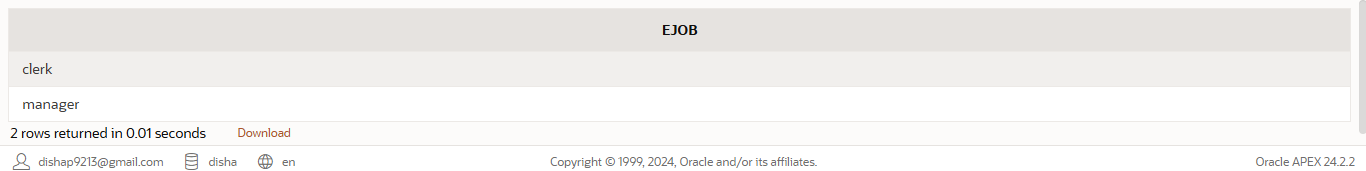 EJOB
clerk
manager
2 rows returned in 0.01 seconds Download
dishap9213@gmail.com disha en Copyright © 1999, 2024, Oracle and/or its affiliates. Oracle APEX 24.2.2